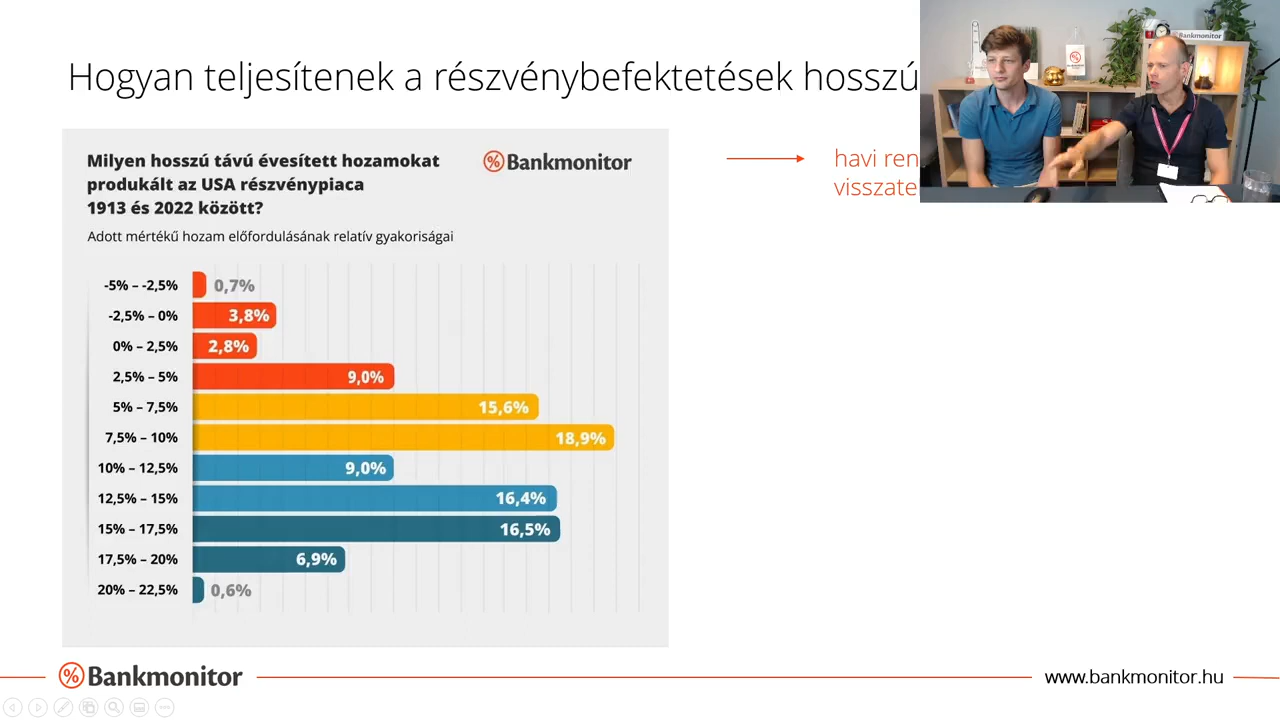 Hogyan teljesítenek a részvénybefektetések hosszú
Milyen hosszú távú évesített hozamokat
produkált az USA részvénypiaca
1913 és 2022 között?
% Bankmonitor
Adott mértékű hozam előfordulásának relatív gyakoriságai
-5% – -2,5% 0,7%
-2,5% – 0% 3,8%
0% – 2,5% 2,8%
2,5% – 5% 9,0%
5% – 7,5% 15,6%
7,5% – 10% 18,9%
10% – 12,5% 9,0%
12,5% – 15% 16,4%
15% – 17,5% 16,5%
17,5% – 20% 6,9%
20% – 22,5% 0,6%
havi ren
visszate
Bankmonitor
% Bankmonitor
www.bankmonitor.hu